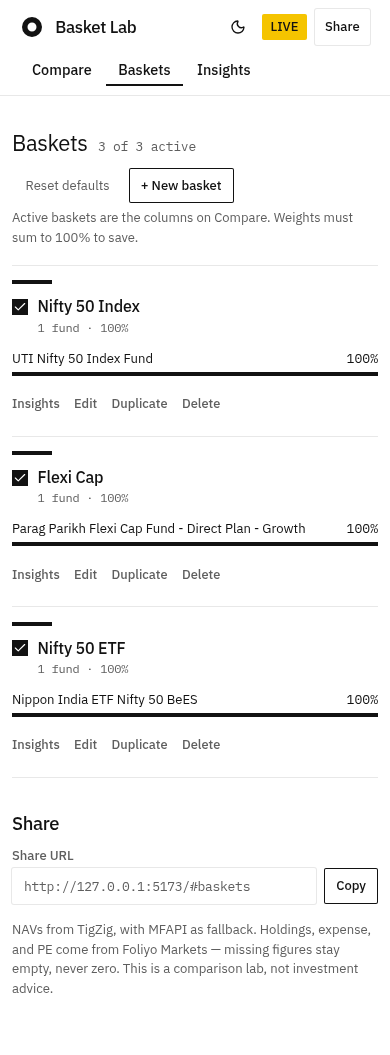 Basket Lab
LIVE
Share
Compare
Baskets
Insights
Baskets
3 of 3 active
Reset defaults
+ New basket
Active baskets are the columns on Compare. Weights must
sum to 100% to save.
Nifty 50 Index
1 fund · 100%
UTI Nifty 50 Index Fund
100%
Insights
Edit
Duplicate
Delete
Flexi Cap
1 fund · 100%
Parag Parikh Flexi Cap Fund - Direct Plan - Growth
100%
Insights
Edit
Duplicate
Delete
Nifty 50 ETF
1 fund · 100%
Nippon India ETF Nifty 50 BeES
100%
Insights
Edit
Duplicate
Delete
Share
Share URL
http://127.0.0.1:5173/#baskets
Copy
NAVs from TigZig, with MFAPI as fallback. Holdings, expense,
and PE come from Foliyo Markets — missing figures stay
empty, never zero. This is a comparison lab, not investment
advice.